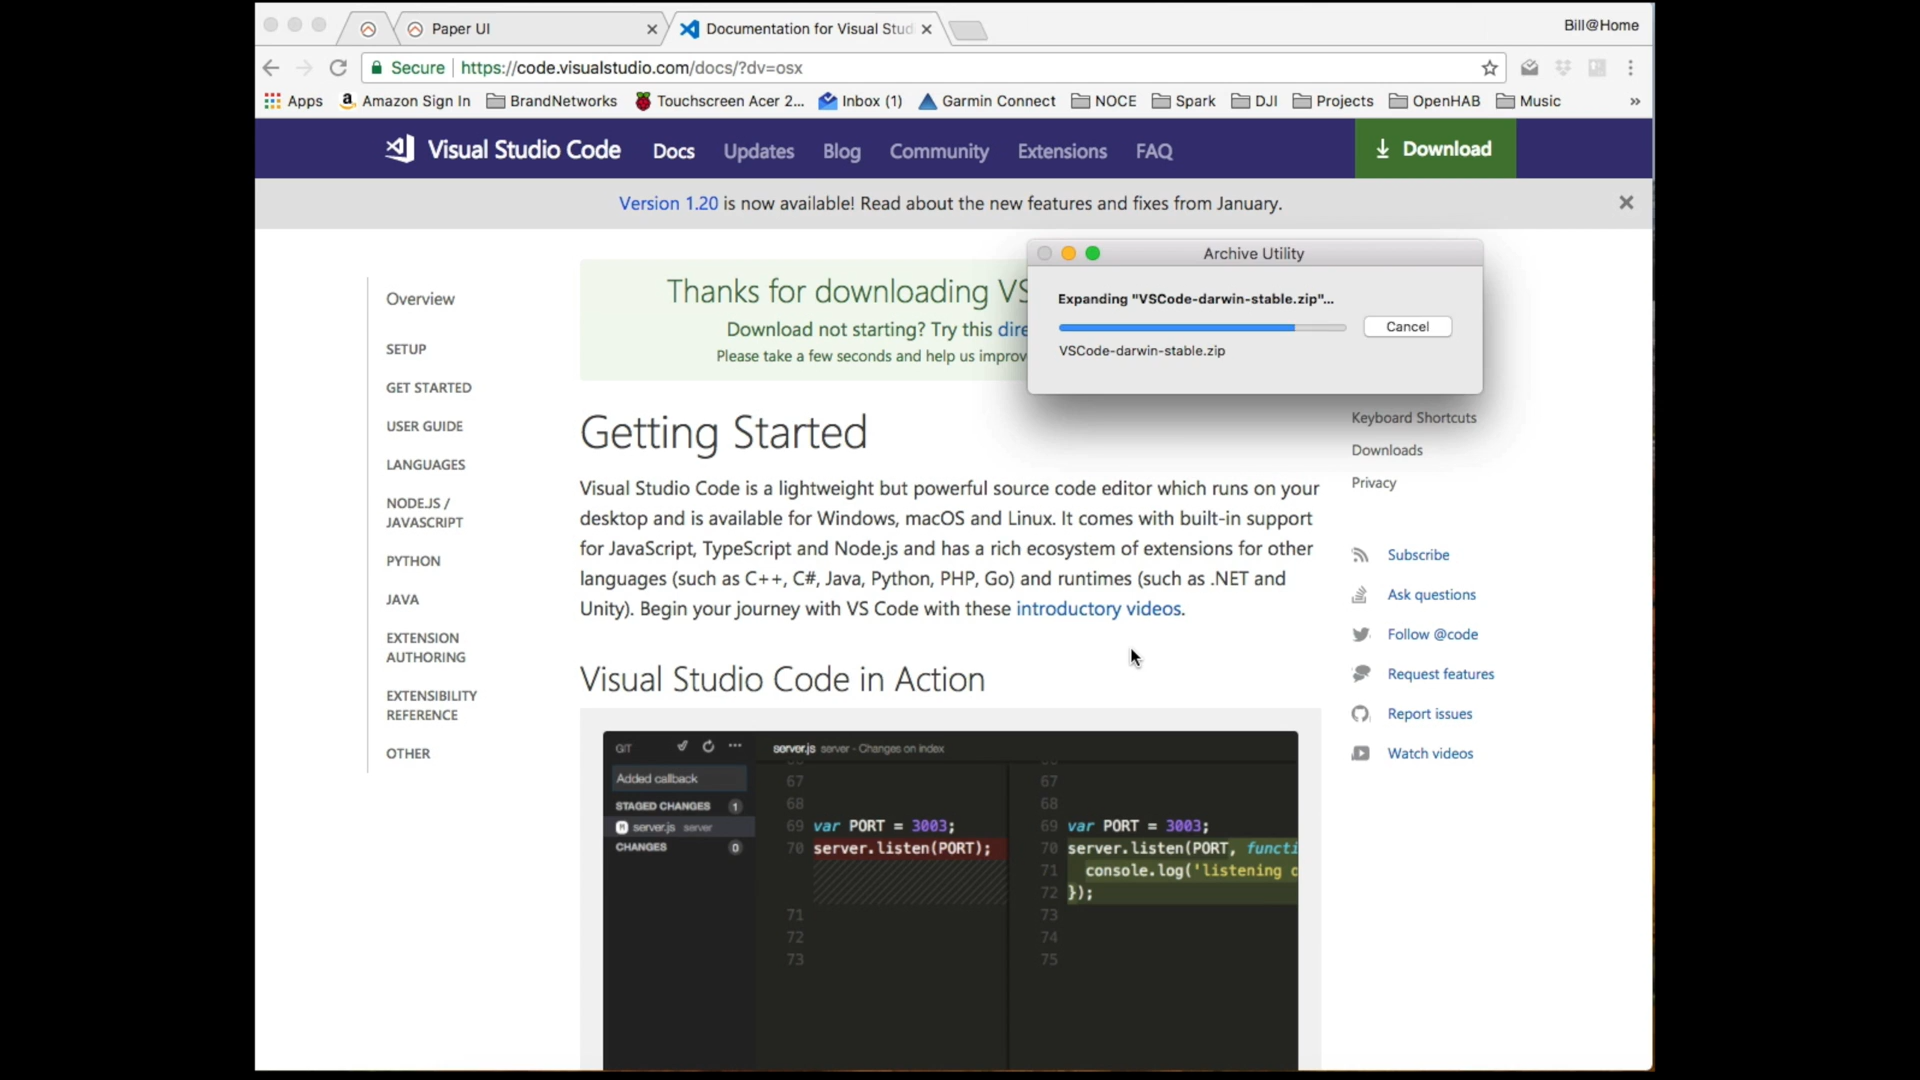 Paper UI
Documentation for Visual Stud
Bill@Home
Secure
https://code.visualstudio.com/docs/?dv=osx
Apps
Amazon Sign In
BrandNetworks
Touchscreen Acer 2...
Inbox (1)
Garmin Connect
NOCE
Spark
DJI
Projects
OpenHAB
Music
»
Visual Studio Code
Docs
Updates
Blog
Community
Extensions
FAQ
Download
Version 1.20 is now available! Read about the new features and fixes from January.
Overview
SETUP
GET STARTED
USER GUIDE
LANGUAGES
NODE.JS /
JAVASCRIPT
PYTHON
JAVA
EXTENSION
AUTHORING
EXTENSIBILITY
REFERENCE
OTHER
Thanks for downloading VS
Download not starting? Try this dire
Please take a few seconds and help us improv
Archive Utility
Expanding "VSCode-darwin-stable.zip"...
Cancel
VSCode-darwin-stable.zip
Getting Started
Visual Studio Code is a lightweight but powerful source code editor which runs on your
desktop and is available for Windows, macOS and Linux. It comes with built-in support
for JavaScript, TypeScript and Node.js and has a rich ecosystem of extensions for other
languages (such as C++, C#, Java, Python, PHP, Go) and runtimes (such as .NET and
Unity). Begin your journey with VS Code with these introductory videos.
Visual Studio Code in Action
GIT
Added callback
STAGED CHANGES 1
server.js server
CHANGES 0
server.js server - Changes on index
67
68
69 var PORT = 3003;
70 server.listen(PORT);
71
72
73
67
68
69 var PORT = 3003;
70 server.listen(PORT, functi
71 console.log('listening o
72 });
73
74
75
Keyboard Shortcuts
Downloads
Privacy
Subscribe
Ask questions
Follow @code
Request features
Report issues
Watch videos